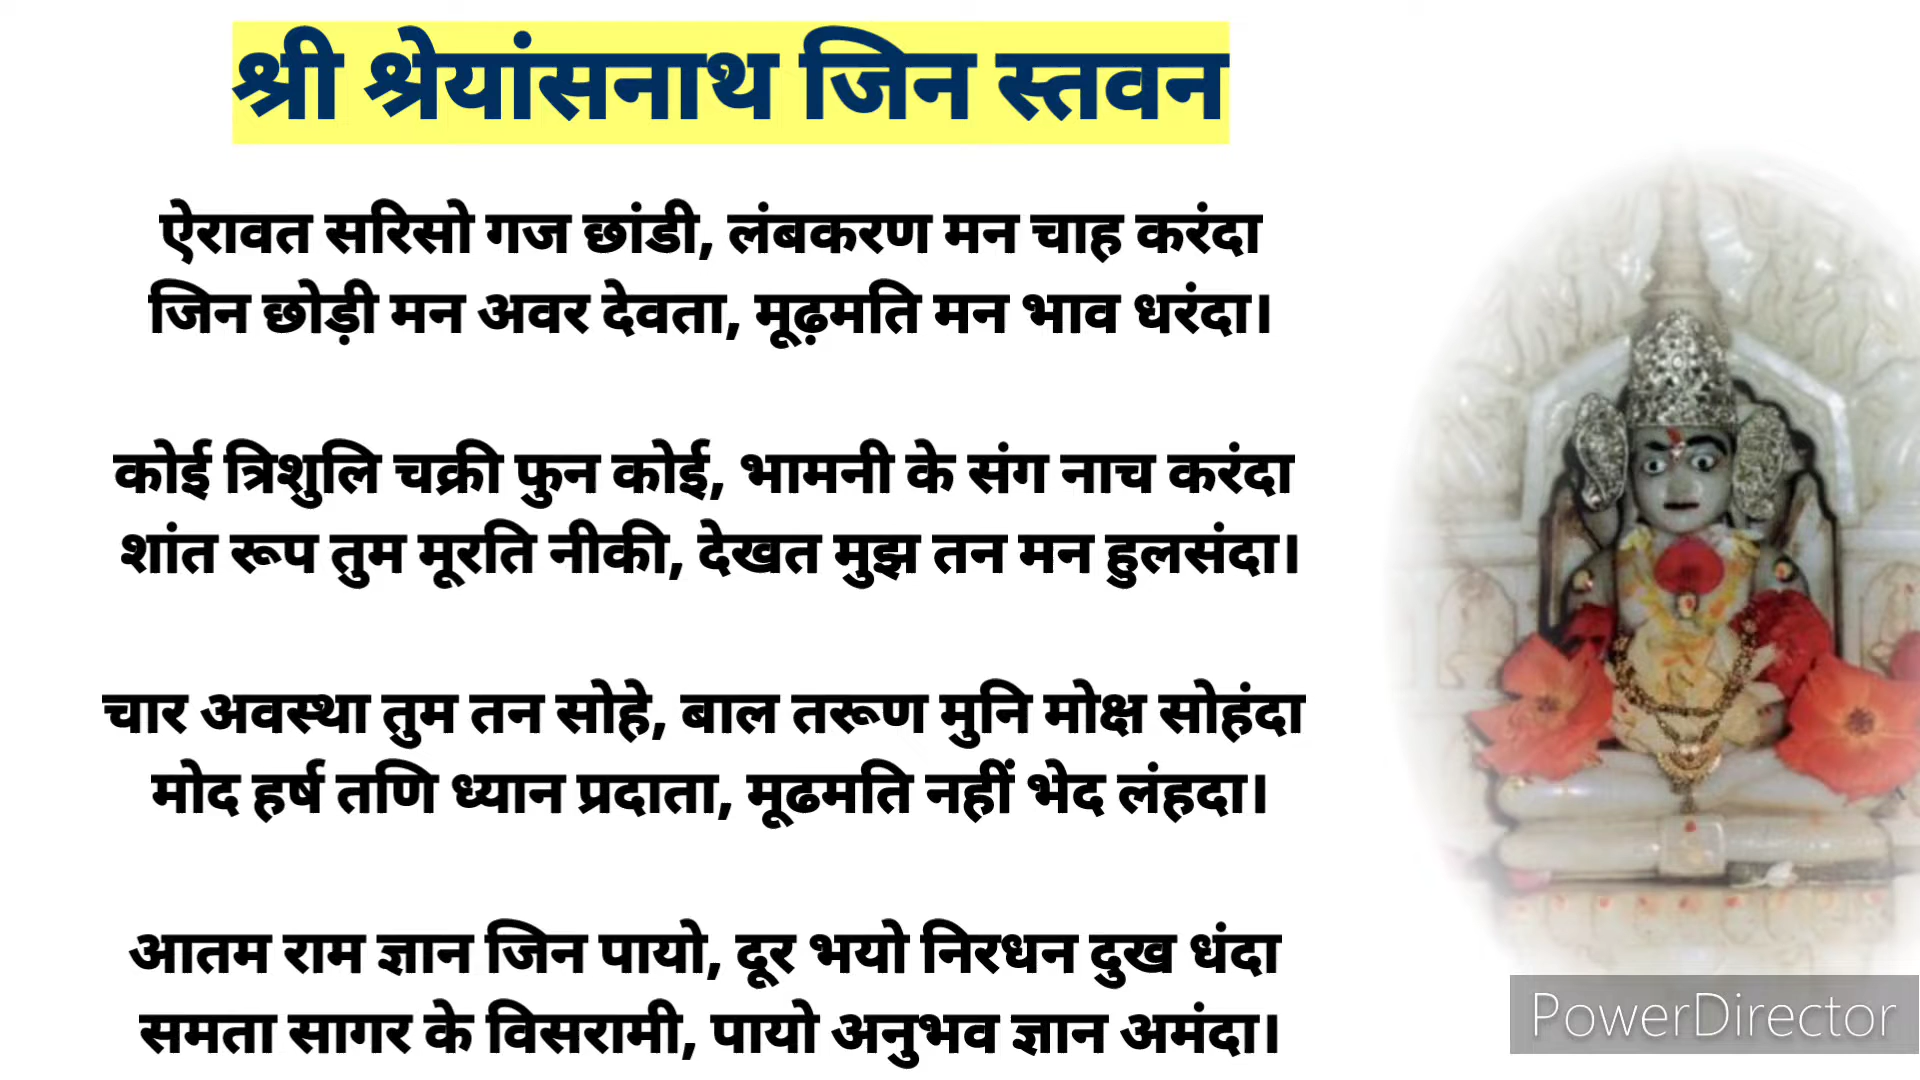 श्री श्रेयांसनाथ जिन स्तवन
ऐरावत सरिसो गज छांडी, लंबकरण मन चाह करंदा
जिन छोड़ी मन अवर देवता, मूढ़मति मन भाव धरंदा।
कोई त्रिशुलि चक्री फुन कोई, भामनी के संग नाच करंदा
शांत रूप तुम मूरति नीकी, देखत मुझ तन मन हुलसंदा।
चार अवस्था तुम तन सोहे, बाल तरूण मुनि मोक्ष सोहंदा
मोद हर्ष तणि ध्यान प्रदाता, मूढमति नहीं भेद लंहदा।
आतम राम ज्ञान जिन पायो, दूर भयो निरधन दुख धंदा
समता सागर के विसरामी, पायो अनुभव ज्ञान अमंदा।
PowerDirector